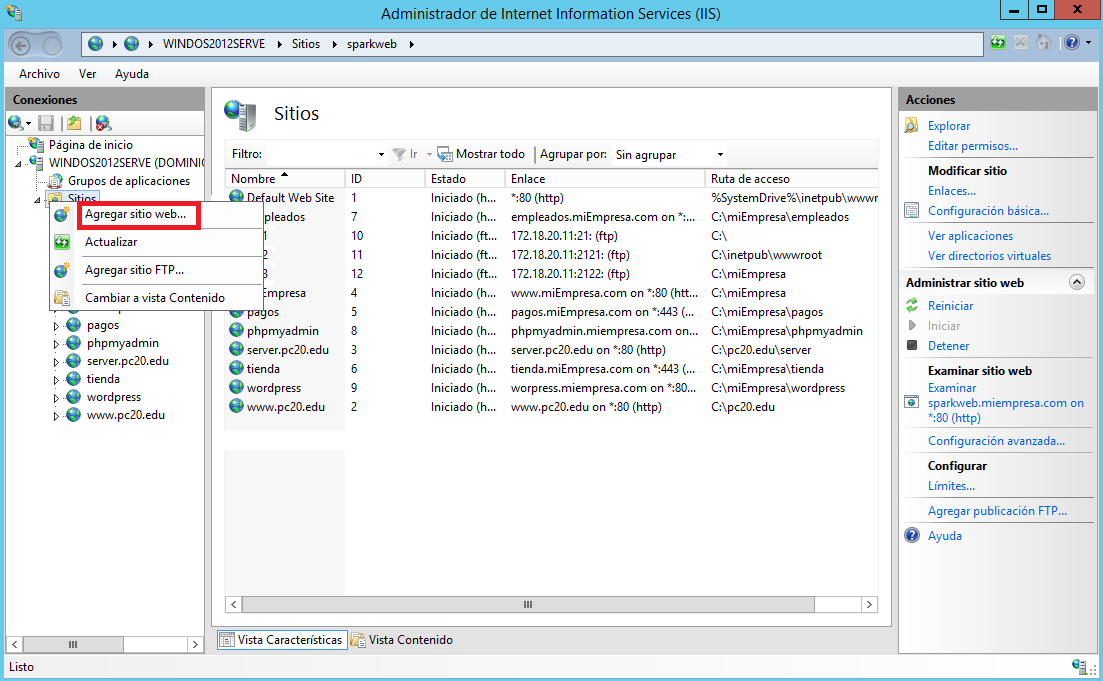 Administrador de Internet Information Services (IIS)
WINDOS2012SERVE Sitios sparkweb
Archivo Ver Ayuda
Conexiones
Página de inicio
WINDOS2012SERVE (DOMINIC
Grupos de aplicaciones
Sitios
Agregar sitio web...
Actualizar
Agregar sitio FTP...
Cambiar a vista Contenido
pagos
phpmyadmin
server.pc20.edu
tienda
wordpress
www.pc20.edu
Sitios
Filtro: Ir Mostrar todo Agrupar por: Sin agrupar
Nombre ID Estado Enlace Ruta de acceso
Default Web Site 1 Iniciado (h... *:80 (http) %SystemDrive%\inetpub\wwwr
empleados 7 Iniciado (h... empleados.miEmpresa.com on *:... C:\miEmpresa\empleados
1 10 Iniciado (ft... 172.18.20.11:21: (ftp) C:\
2 11 Iniciado (ft... 172.18.20.11:2121: (ftp) C:\inetpub\wwwroot
3 12 Iniciado (ft... 172.18.20.11:2122: (ftp) C:\miEmpresa
Empresa 4 Iniciado (h... www.miEmpresa.com on *:80 (htt... C:\miEmpresa
pagos 5 Iniciado (h... pagos.miEmpresa.com on *:443 (... C:\miEmpresa\pagos
phpmyadmin 8 Iniciado (h... phpmyadmin.miempresa.com on *:... C:\miEmpresa\phpmyadmin
server.pc20.edu 3 Iniciado (h... server.pc20.edu on *:80 (http) C:\pc20.edu\server
tienda 6 Iniciado (h... tienda.miEmpresa.com on *:443 (... C:\miEmpresa\tienda
wordpress 9 Iniciado (h... worpress.miempresa.com on *:80... C:\miEmpresa\wordpress
www.pc20.edu 2 Iniciado (h... www.pc20.edu on *:80 (http) C:\pc20.edu
Vista Características Vista Contenido
Acciones
Explorar
Editar permisos...
Modificar sitio
Enlaces...
Configuración básica...
Ver aplicaciones
Ver directorios virtuales
Administrar sitio web
Reiniciar
Iniciar
Detener
Examinar sitio web
Examinar
sparkweb.miempresa.com on
*:80 (http)
Configuración avanzada...
Configurar
Límites...
Agregar publicación FTP...
Ayuda
Listo